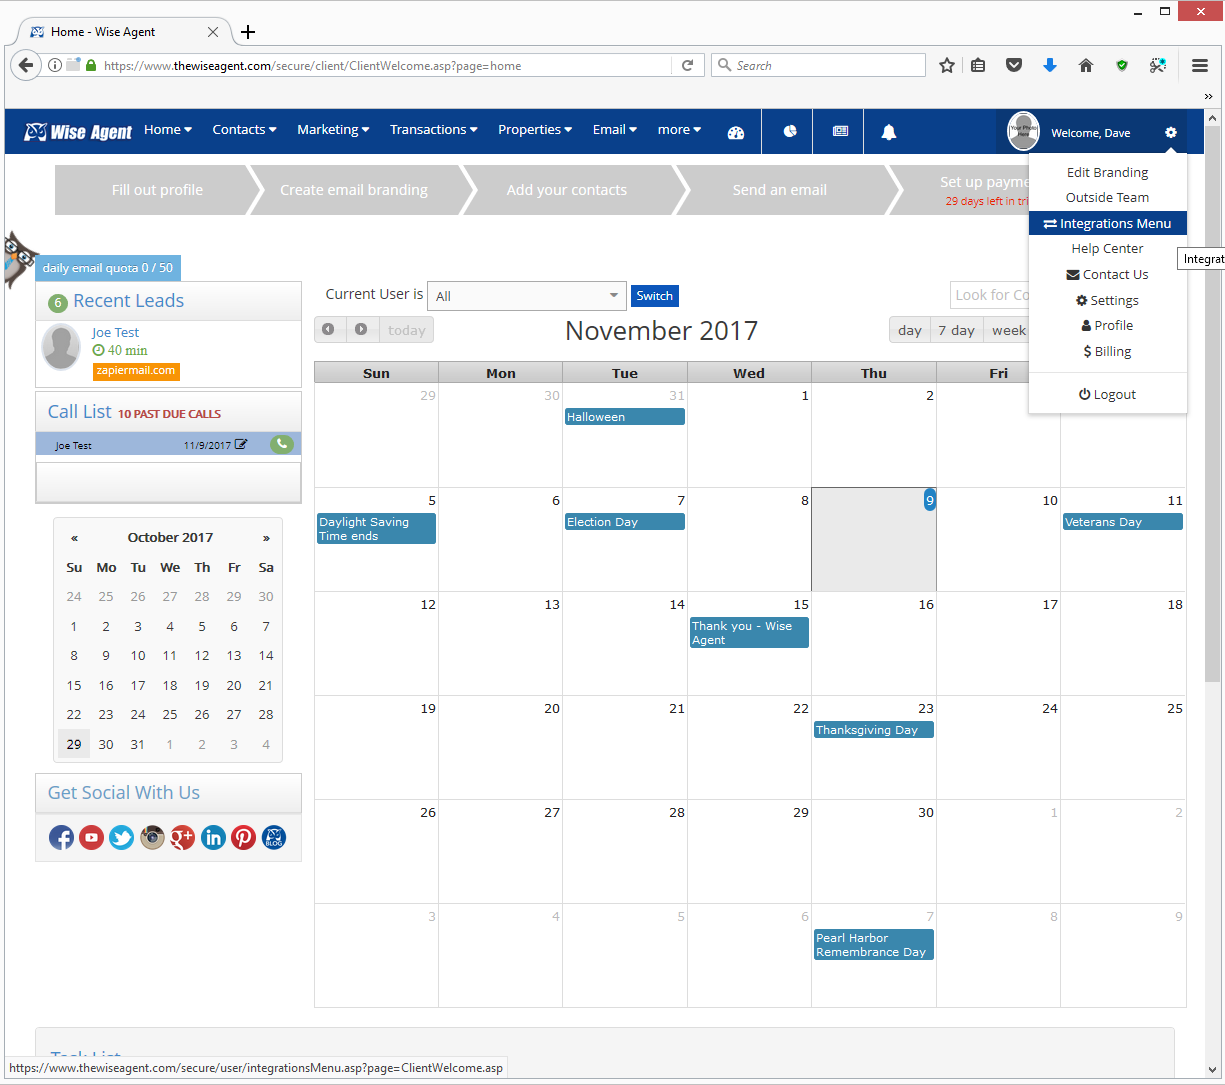 Home - Wise Agent
https://www.thewiseagent.com/secure/client/ClientWelcome.asp?page=home
Search
Wise Agent Home Contacts Marketing Transactions Properties Email more
Your Photo Here
Welcome, Dave
Fill out profile Create email branding Add your contacts Send an email Set up payme
29 days left in tri
Edit Branding
Outside Team
Integrations Menu
Help Center
Contact Us
Settings
Profile
Billing
Logout
Integrat
daily email quota 0 / 50
6 Recent Leads
Joe Test
40 min
zapiermail.com
Call List 10 PAST DUE CALLS
Joe Test 11/9/2017
« October 2017 »
Su Mo Tu We Th Fr Sa
24 25 26 27 28 29 30
1 2 3 4 5 6 7
8 9 10 11 12 13 14
15 16 17 18 19 20 21
22 23 24 25 26 27 28
29 30 31 1 2 3 4
Get Social With Us
BLOG
Current User is All Switch Look for Co
today November 2017 day 7 day week
Sun Mon Tue Wed Thu Fri
29 30 31 1 2
Halloween
5 6 7 8 9 10 11
Daylight Saving
Time ends
Election Day
Veterans Day
12 13 14 15 16 17 18
Thank you - Wise
Agent
19 20 21 22 23 24 25
Thanksgiving Day
26 27 28 29 30 1 2
3 4 5 6 7 8 9
Pearl Harbor
Remembrance Day
https://www.thewiseagent.com/secure/user/integrationsMenu.asp?page=ClientWelcome.asp